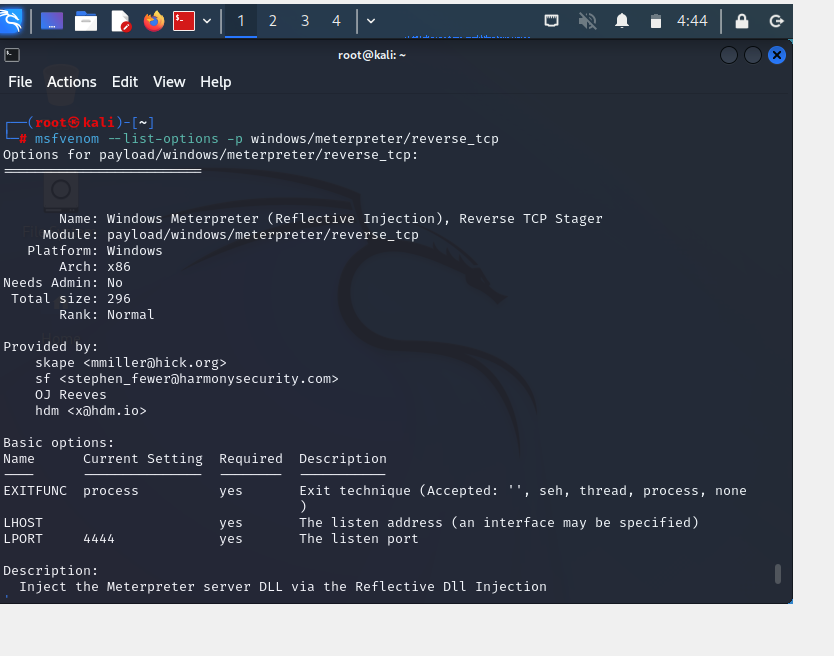 1 2 3 4 4:44
root@kali: ~
File Actions Edit View Help
┌──(root㉿kali)-[~]
└─# msfvenom --list-options -p windows/meterpreter/reverse_tcp
Options for payload/windows/meterpreter/reverse_tcp:
=========================
Name: Windows Meterpreter (Reflective Injection), Reverse TCP Stager
Module: payload/windows/meterpreter/reverse_tcp
Platform: Windows
Arch: x86
Needs Admin: No
Total size: 296
Rank: Normal
Provided by:
skape <mmiller@hick.org>
sf <stephen_fewer@harmonysecurity.com>
OJ Reeves
hdm <x@hdm.io>
Basic options:
Name Current Setting Required Description
---- --------------- -------- -----------
EXITFUNC process yes Exit technique (Accepted: '', seh, thread, process, none
)
LHOST yes The listen address (an interface may be specified)
LPORT 4444 yes The listen port
Description:
Inject the Meterpreter server DLL via the Reflective Dll Injection